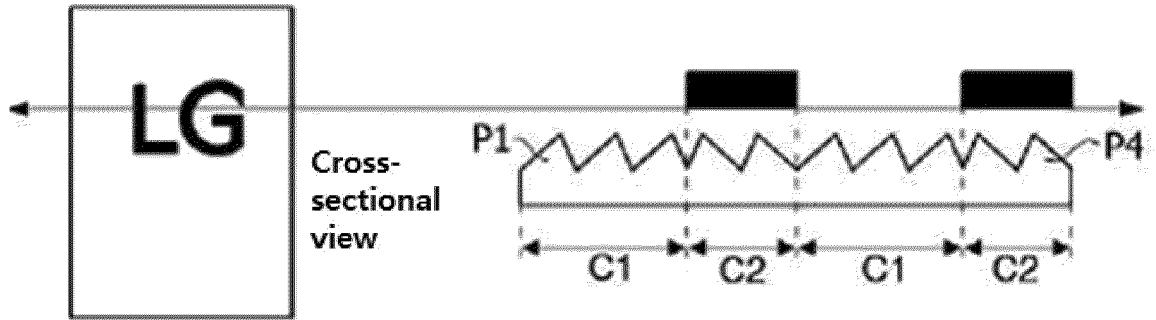 LG
Cross-
sectional
view
P1
P4
C1 C2 C1 C2